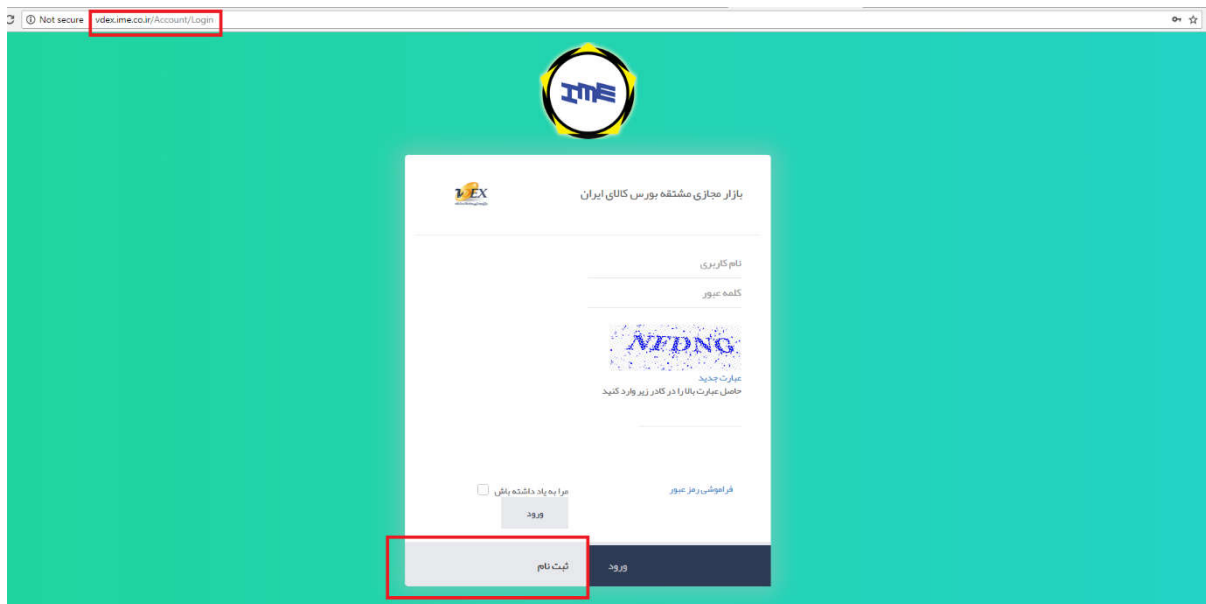 Not secure vdex.ime.co.ir/Account/Login
IME
VDEX
بازار مجازی مشتقه بورس کالای ایران
نام کاربری
کلمه عبور
NFDNG
عبارت جدید
حاصل عبارت بالا را در کادر زیر وارد کنید
فراموشی رمز عبور
مرا به یاد داشته باش
ورود
ورود
ثبت نام